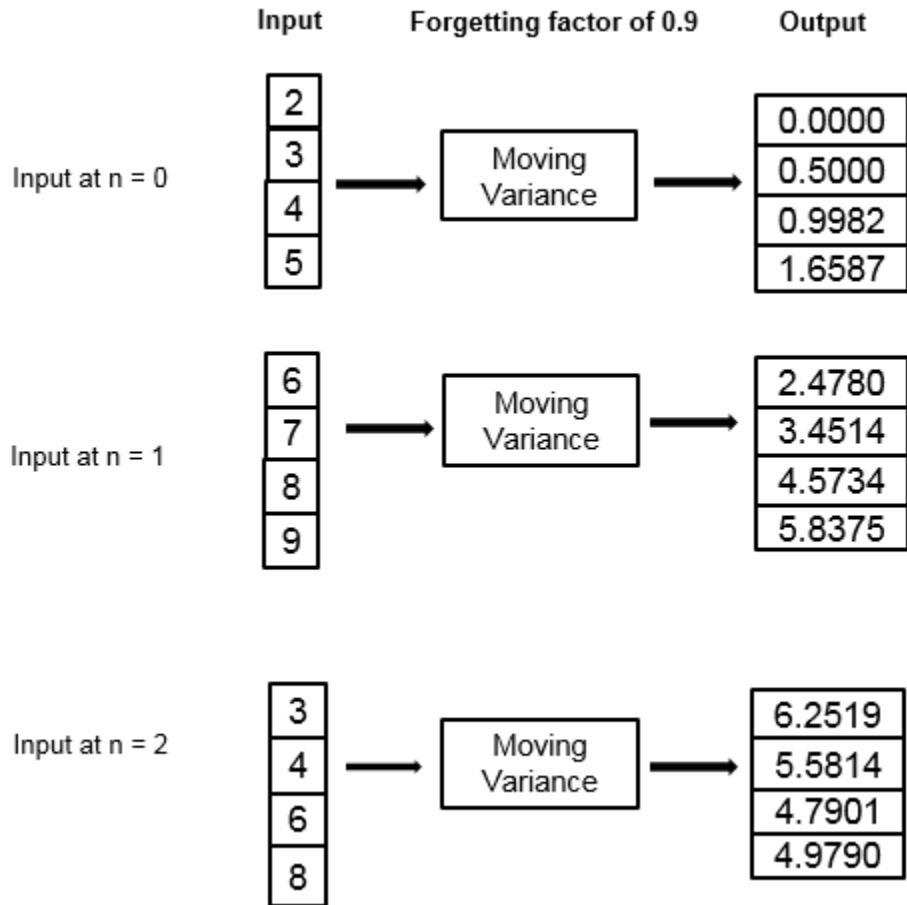 Input Forgetting factor of 0.9 Output
Input at n = 0
2
3
4
5
Moving
Variance
0.0000
0.5000
0.9982
1.6587
Input at n = 1
6
7
8
9
Moving
Variance
2.4780
3.4514
4.5734
5.8375
Input at n = 2
3
4
6
8
Moving
Variance
6.2519
5.5814
4.7901
4.9790